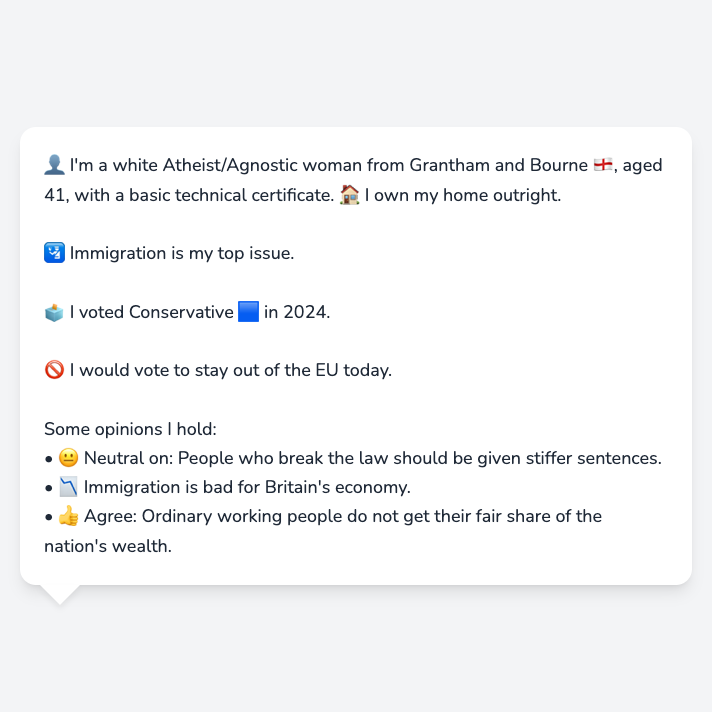 👤 I'm a white Atheist/Agnostic woman from Grantham and Bourne 🏴󠁧󠁢󠁥󠁮󠁧󠁿, aged
41, with a basic technical certificate. 🏠 I own my home outright.
🛂 Immigration is my top issue.
🗳️ I voted Conservative 🟦 in 2024.
🚫 I would vote to stay out of the EU today.
Some opinions I hold:
• 😐 Neutral on: People who break the law should be given stiffer sentences.
• 📉 Immigration is bad for Britain's economy.
• 👍 Agree: Ordinary working people do not get their fair share of the
nation's wealth.